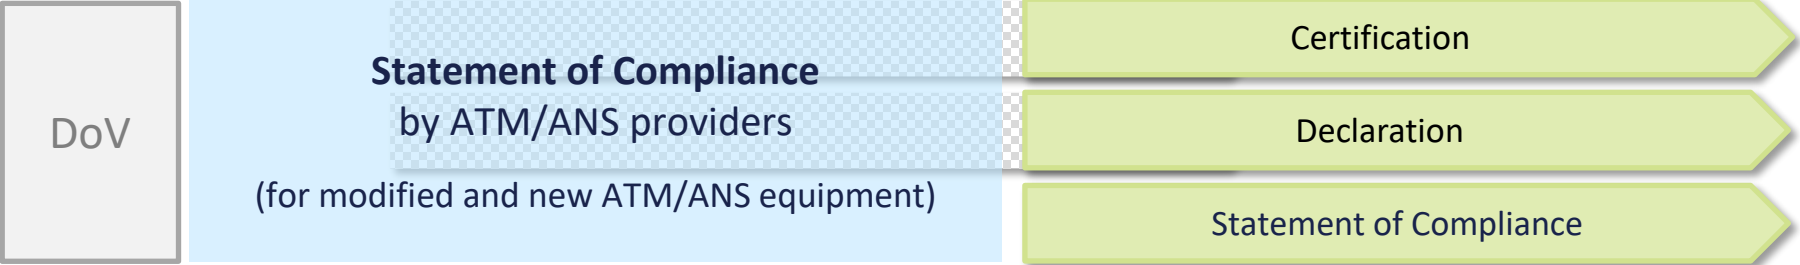 DoV
Statement of Compliance
by ATM/ANS providers
(for modified and new ATM/ANS equipment)
Certification
Declaration
Statement of Compliance